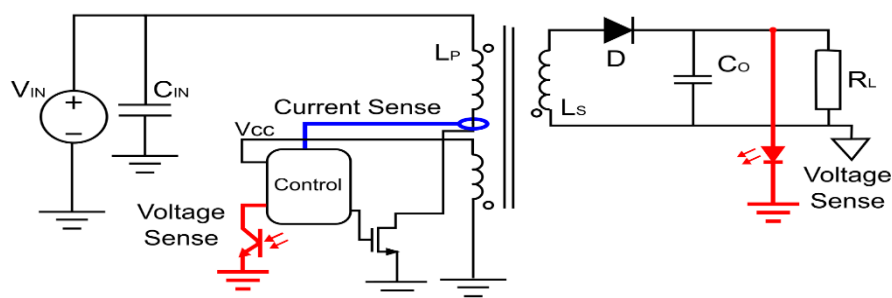 LP
D
CO
RL
VIN
CIN
LS
Current Sense
Vcc
Control
Voltage
Sense
Voltage
Sense
+
−